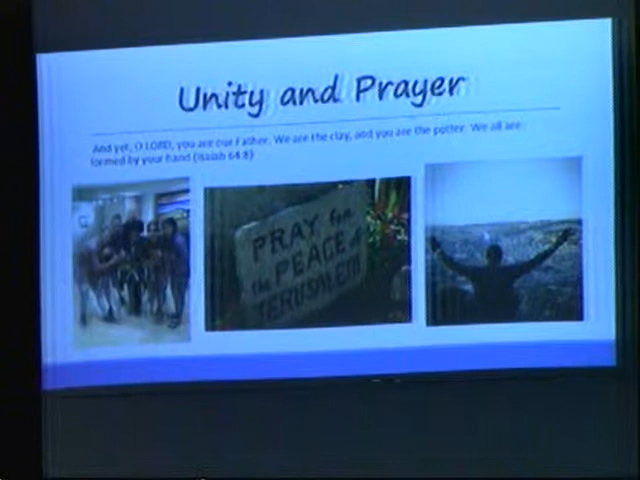 Unity and Prayer
And yet, O LORD, you are our Father. We are the clay, and you are the potter. We all are
formed by your hand (Isaiah 64:8)
PRAY for
the PEACE of
JERUSALEM